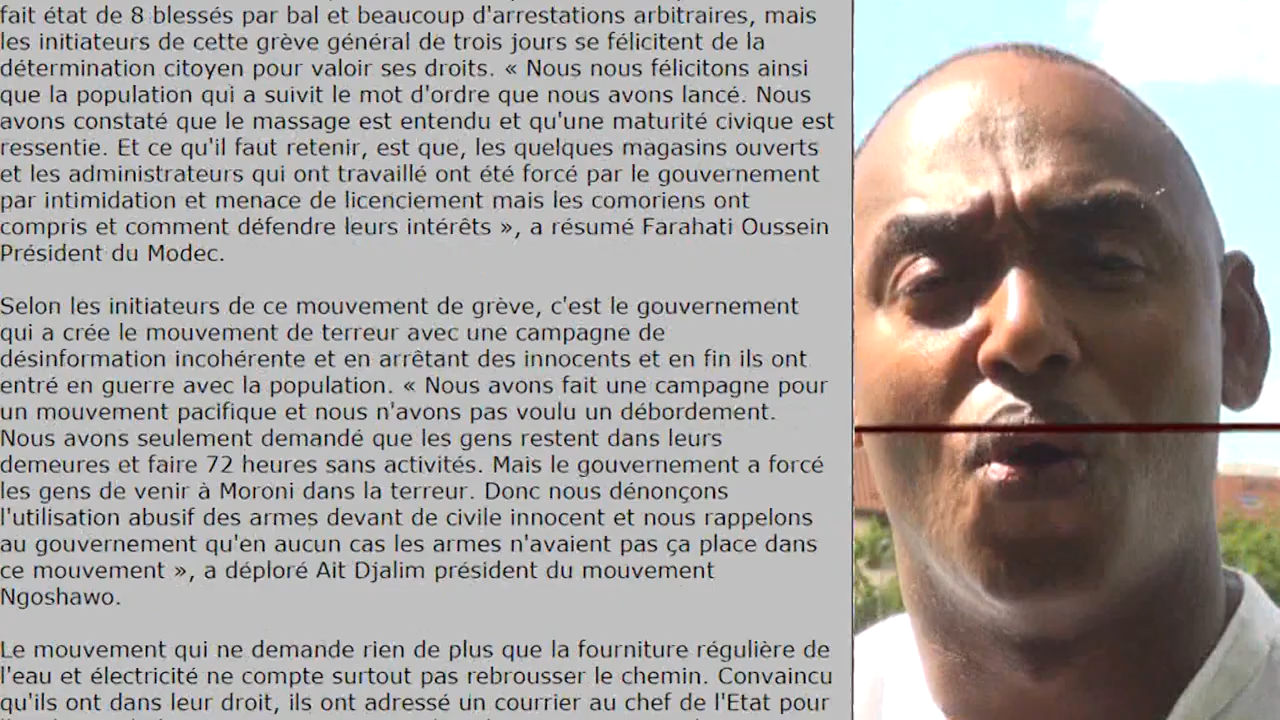 fait état de 8 blessés par bal et beaucoup d'arrestations arbitraires, mais
les initiateurs de cette grève général de trois jours se félicitent de la
détermination citoyen pour valoir ses droits. « Nous nous félicitons ainsi
que la population qui a suivit le mot d'ordre que nous avons lancé. Nous
avons constaté que le massage est entendu et qu'une maturité civique est
ressentie. Et ce qu'il faut retenir, est que, les quelques magasins ouverts
et les administrateurs qui ont travaillé ont été forcé par le gouvernement
par intimidation et menace de licenciement mais les comoriens ont
compris et comment défendre leurs intérêts », a résumé Farahati Oussein
Président du Modec.
Selon les initiateurs de ce mouvement de grève, c'est le gouvernement
qui a crée le mouvement de terreur avec une campagne de
désinformation incohérente et en arrêtant des innocents et en fin ils ont
entré en guerre avec la population. « Nous avons fait une campagne pour
un mouvement pacifique et nous n'avons pas voulu un débordement.
Nous avons seulement demandé que les gens restent dans leurs
demeures et faire 72 heures sans activités. Mais le gouvernement a forcé
les gens de venir à Moroni dans la terreur. Donc nous dénonçons
l'utilisation abusif des armes devant de civile innocent et nous rappelons
au gouvernement qu'en aucun cas les armes n'avaient pas ça place dans
ce mouvement », a déploré Ait Djalim président du mouvement
Ngoshawo.
Le mouvement qui ne demande rien de plus que la fourniture régulière de
l'eau et électricité ne compte surtout pas rebrousser le chemin. Convaincu
qu'ils ont dans leur droit, ils ont adressé un courrier au chef de l'Etat pour